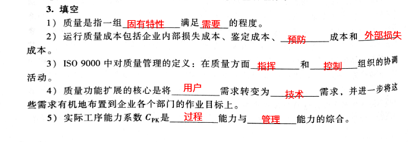 3. 填空
1）质量是指一组固有特性满足需要的程度。
2）运行质量成本包括企业内部损失成本、鉴定成本、预防成本和外部损失
成本。
3）ISO 9000 中对质量管理的定义：在质量方面指挥和控制组织的协调
活动。
4）质量功能扩展的核心是将用户需求转变为技术需求，并进一步将这
些需求有机地布置到企业各个部门的作业目标上。
5）实际工序能力系数 CPK是过程能力与管理能力的综合。